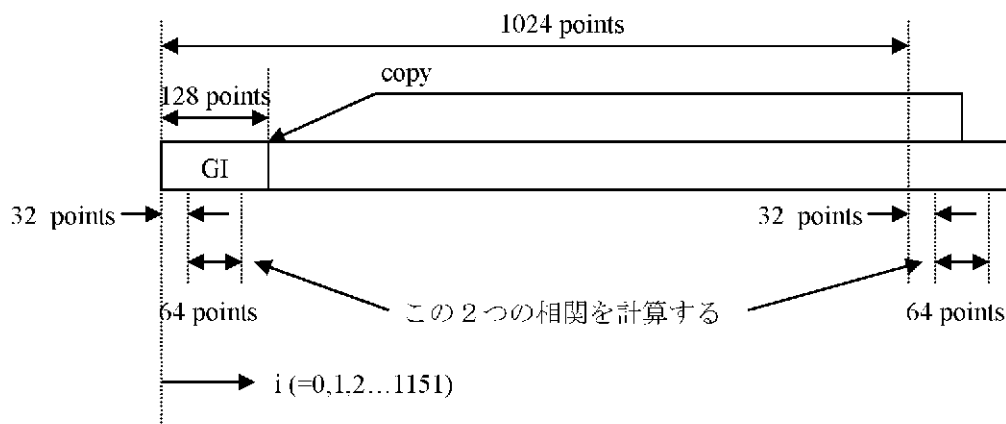 1024 points
copy
128 points
GI
32 points
32 points
64 points
この２つの相関を計算する
64 points
i (=0,1,2…1151)